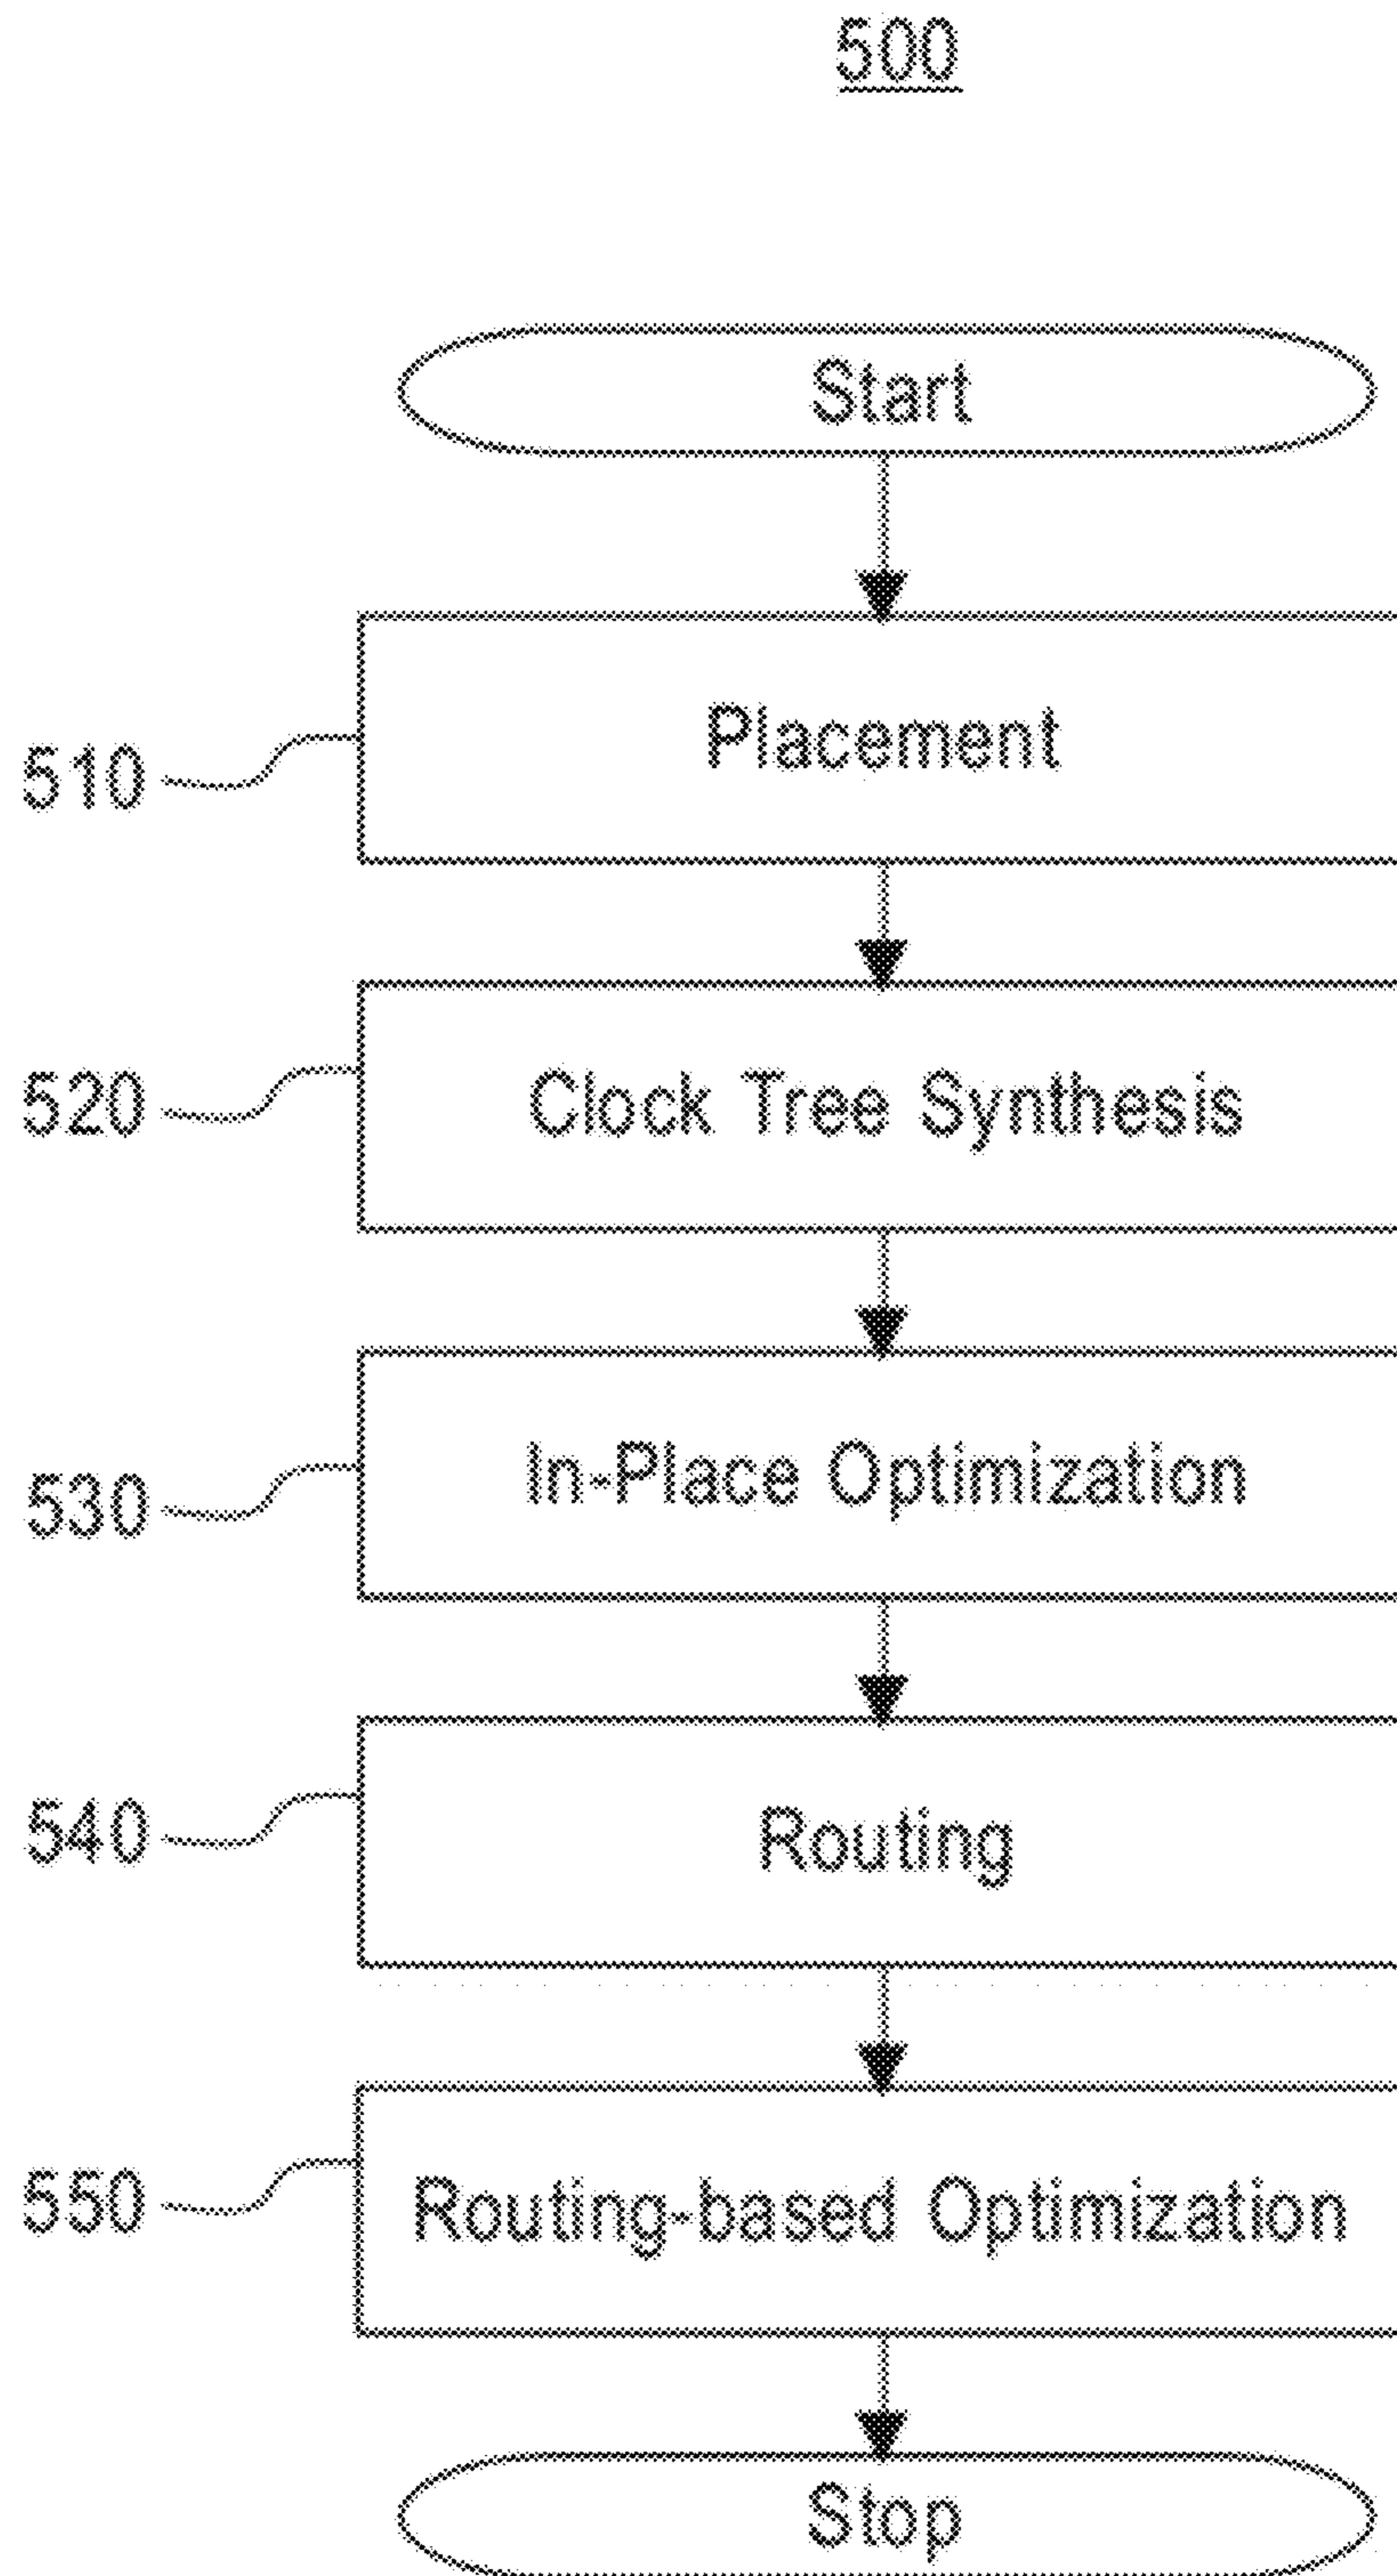 500
Start
510
Placement
520
Clock Tree Synthesis
530
In-Place Optimization
540
Routing
550
Routing-based Optimization
Stop